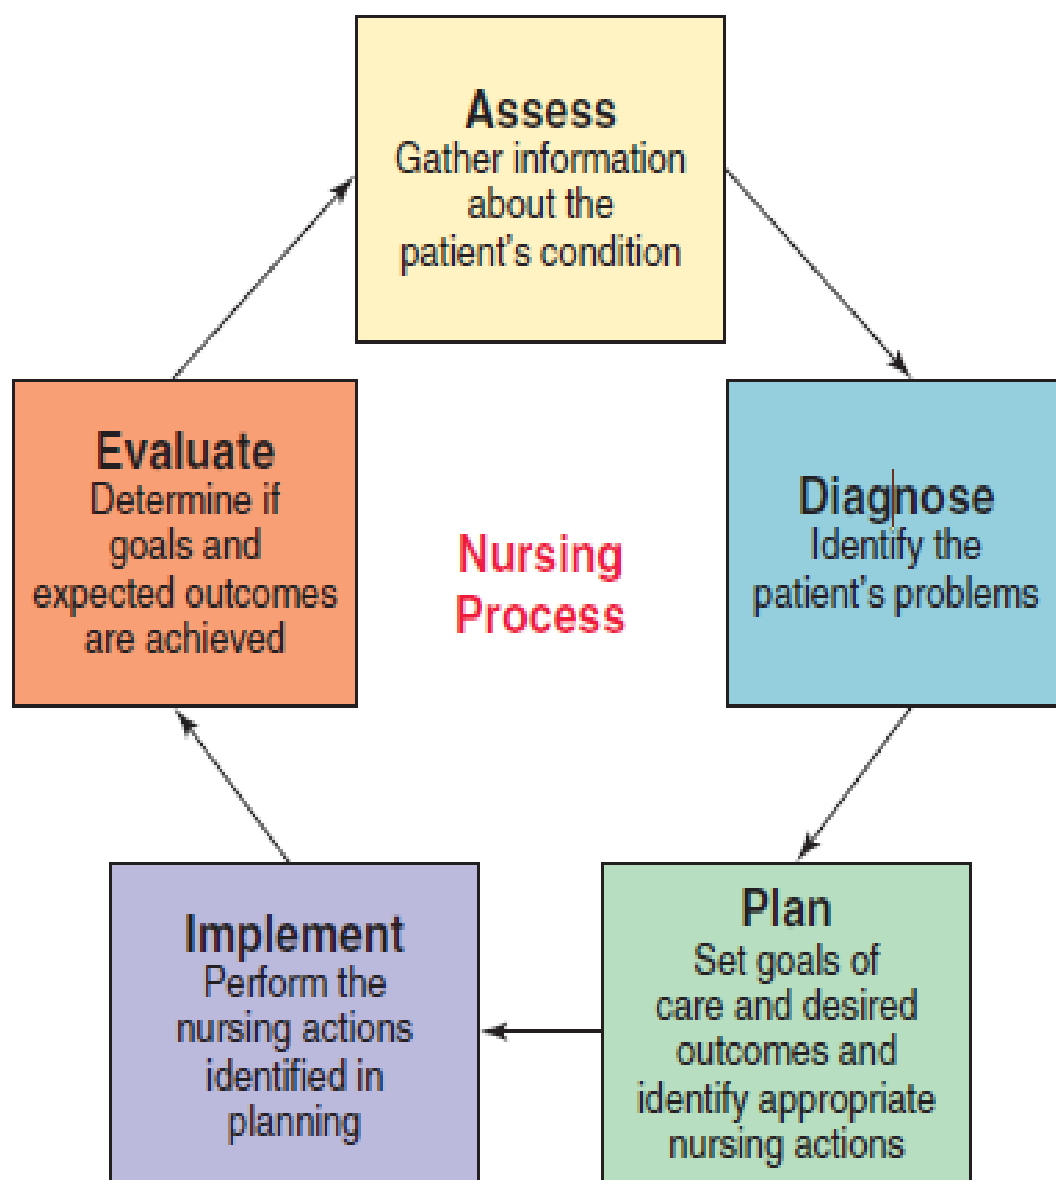 Assess
Gather information
about the
patient's condition
Evaluate
Determine if
goals and
expected outcomes
are achieved
Nursing
Process
Diagnose
Identify the
patient's problems
Implement
Perform the
nursing actions
identified in
planning
Plan
Set goals of
care and desired
outcomes and
identify appropriate
nursing actions